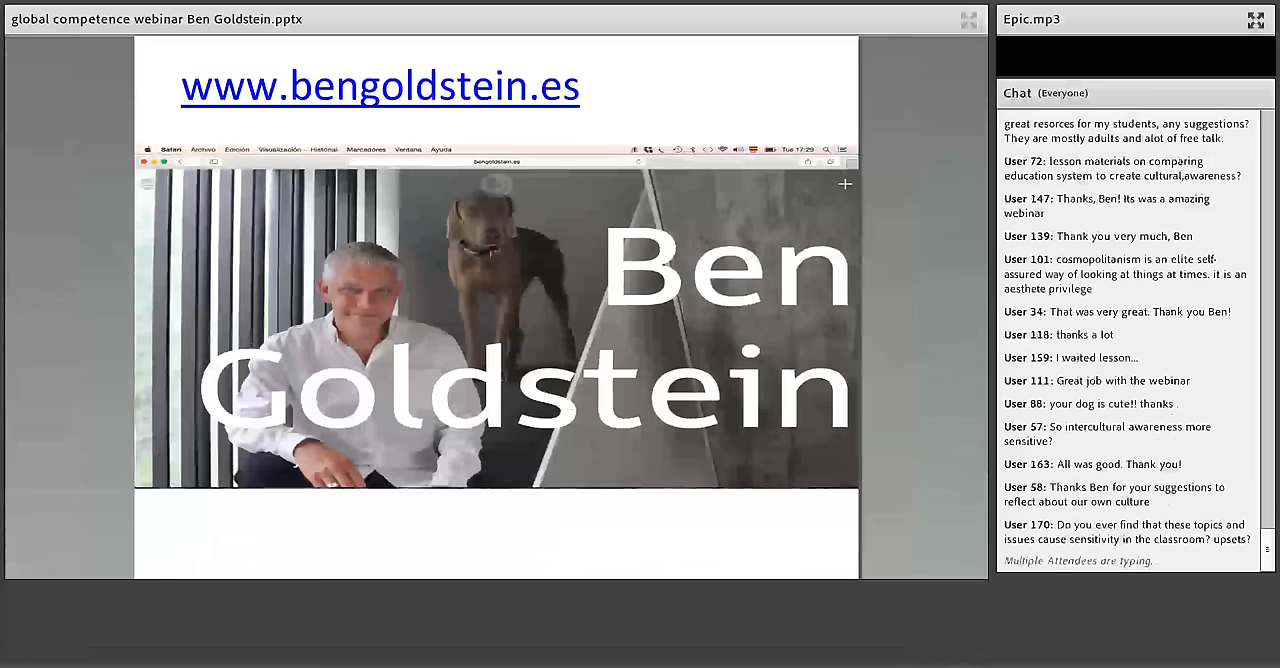 global competence webinar Ben Goldstein.pptx
www.bengoldstein.es
Safari Archivo Edición Visualización Historial Marcadores Ventana Ayuda Tue 17:29
bengoldstein.es
Ben
Goldstein
Epic.mp3
Chat (Everyone)
great resorces for my students, any suggestions?
They are mostly adults and alot of free talk.
User 72: lesson materials on comparing
education system to create cultural,awareness?
User 147: Thanks, Ben! Its was a amazing
webinar
User 139: Thank you very much, Ben
User 101: cosmopolitanism is an elite self-
assured way of looking at things at times. it is an
aesthete privilege
User 34: That was very great. Thank you Ben!
User 118: thanks a lot
User 159: I waited lesson...
User 111: Great job with the webinar
User 88: your dog is cute!! thanks .
User 57: So intercultural awareness more
sensitive?
User 163: All was good. Thank you!
User 58: Thanks Ben for your suggestions to
reflect about our own culture
User 170: Do you ever find that these topics and
issues cause sensitivity in the classroom? upsets?
Multiple Attendees are typing..